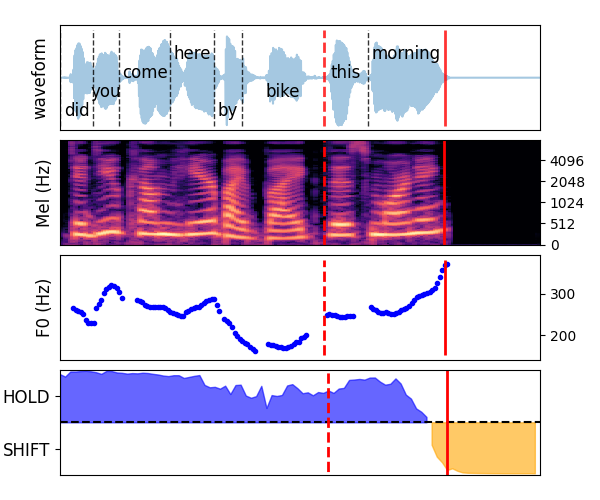 waveform
did you come here by bike this morning
Mel (Hz)
4096
2048
1024
512
0
F0 (Hz)
300
200
HOLD
SHIFT